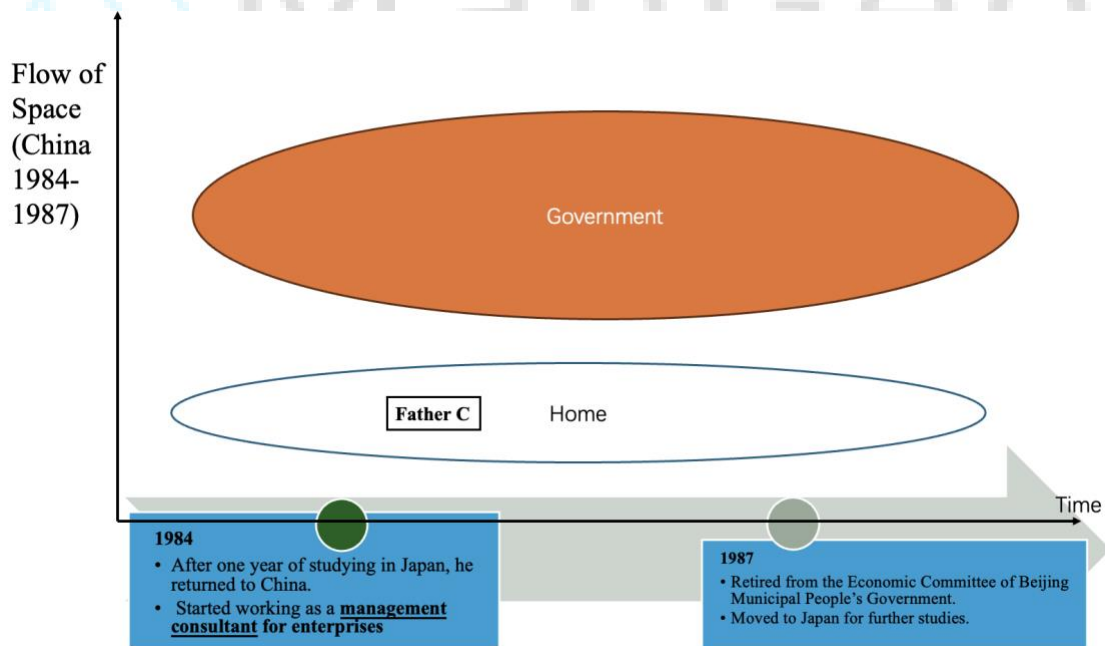 Flow of
Space
(China
1984-
1987)
Government
Father C
Home
Time
1984
• After one year of studying in Japan, he
returned to China.
• Started working as a management
consultant for enterprises
1987
• Retired from the Economic Committee of Beijing
Municipal People's Government.
• Moved to Japan for further studies.